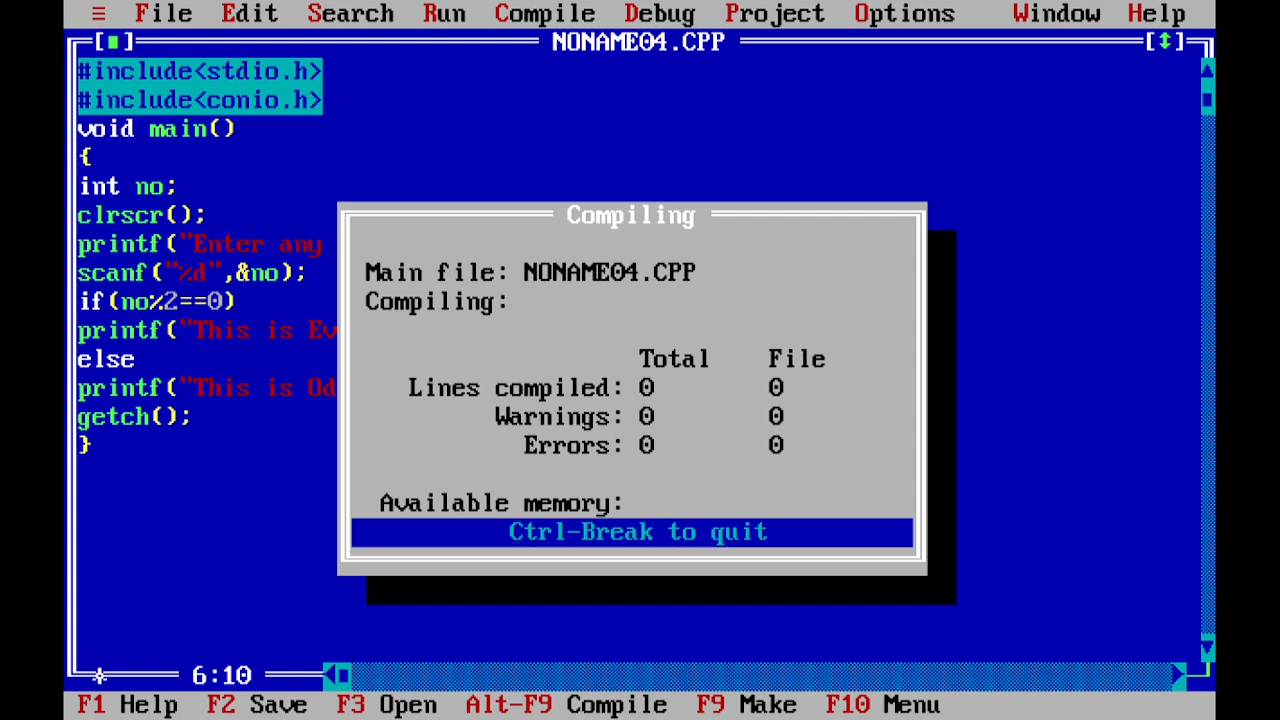 ≡ File Edit Search Run Compile Debug Project Options Window Help
[■] NONAME04.CPP [↕]
#include<stdio.h>
#include<conio.h>
void main()
{
int no;
clrscr();
printf("Enter any
scanf("%d",&no);
if(no%2==0)
printf("This is Ev
else
printf("This is Od
getch();
}
Compiling
Main file: NONAME04.CPP
Compiling:
Total File
Lines compiled: 0 0
Warnings: 0 0
Errors: 0 0
Available memory:
Ctrl-Break to quit
6:10
F1 Help F2 Save F3 Open Alt-F9 Compile F9 Make F10 Menu